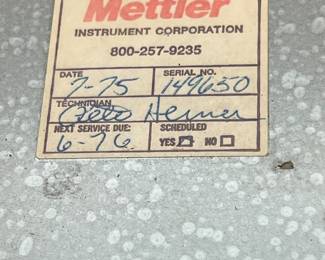 Mettler
INSTRUMENT CORPORATION
800-257-9235
DATE SERIAL NO.
7-75 149650
TECHNICIAN
Pete
NEXT SERVICE DUE: SCHEDULED
6-76 YES NO